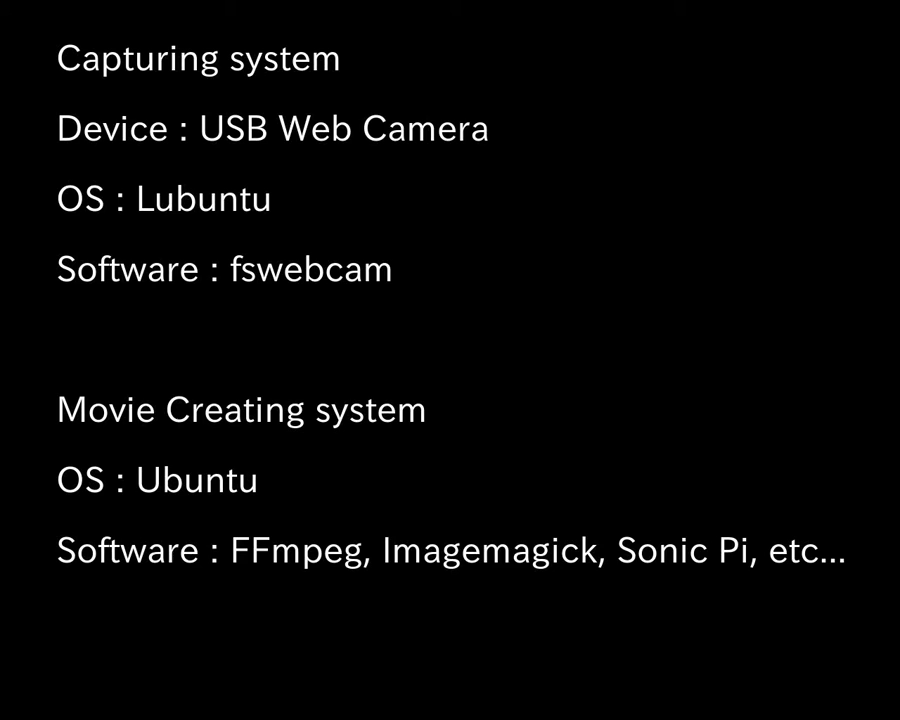 Capturing system
Device : USB Web Camera
OS : Lubuntu
Software : fswebcam
Movie Creating system
OS : Ubuntu
Software : FFmpeg, Imagemagick, Sonic Pi, etc...